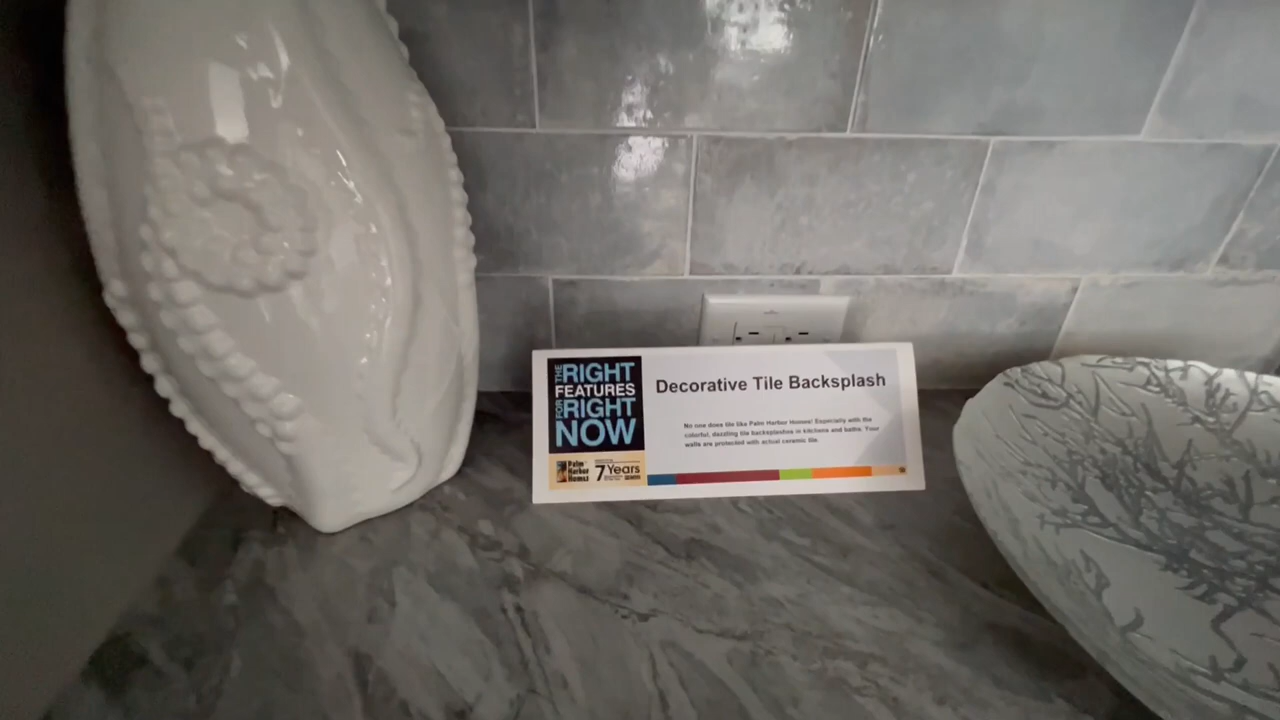 THE RIGHT
FEATURES
FOR RIGHT
NOW
Palm
Harbor
Homes
7 Years
Decorative Tile Backsplash
No one does tile like Palm Harbor Homes! Especially with the
colorful, dazzling tile backsplashes in kitchens and baths. Your
walls are protected with actual ceramic tile.